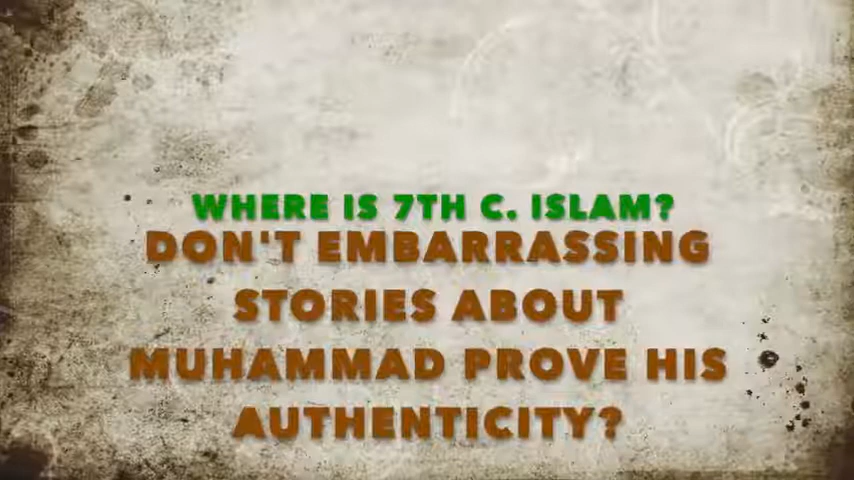 WHERE IS 7TH C. ISLAM?
DON'T EMBARRASSING
STORIES ABOUT
MUHAMMAD PROVE HIS
AUTHENTICITY?